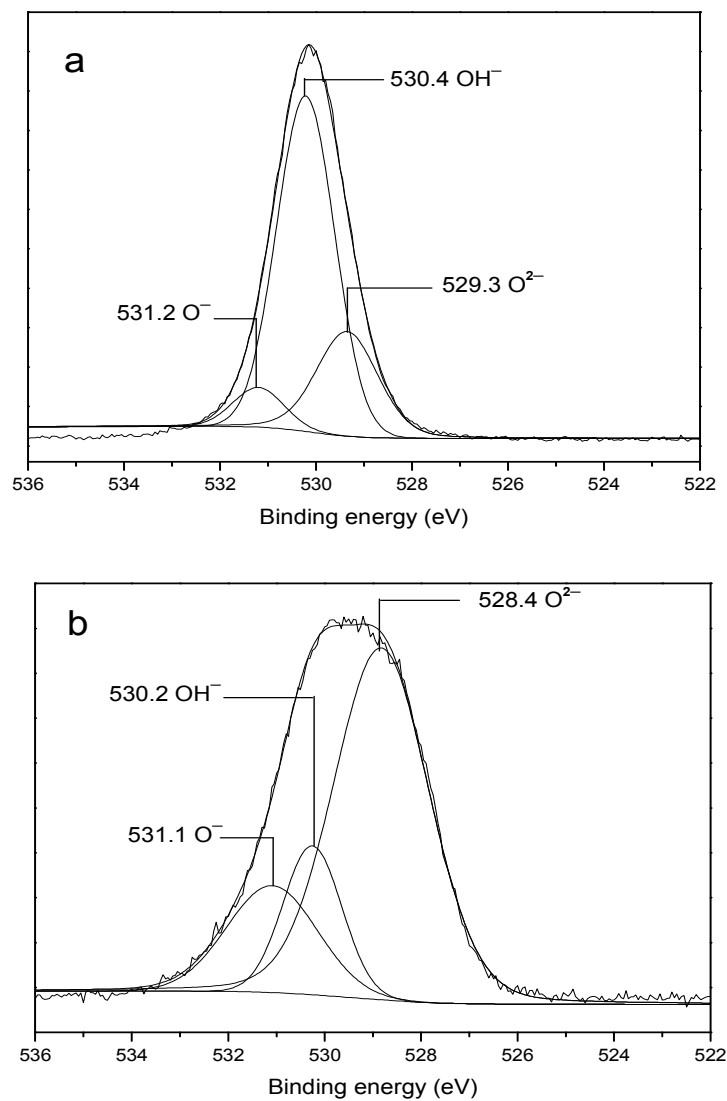 a
530.4 OH⁻
529.3 O²⁻
531.2 O⁻
536 534 532 530 528 526 524 522
Binding energy (eV)
b
528.4 O²⁻
530.2 OH⁻
531.1 O⁻
536 534 532 530 528 526 524 522
Binding energy (eV)